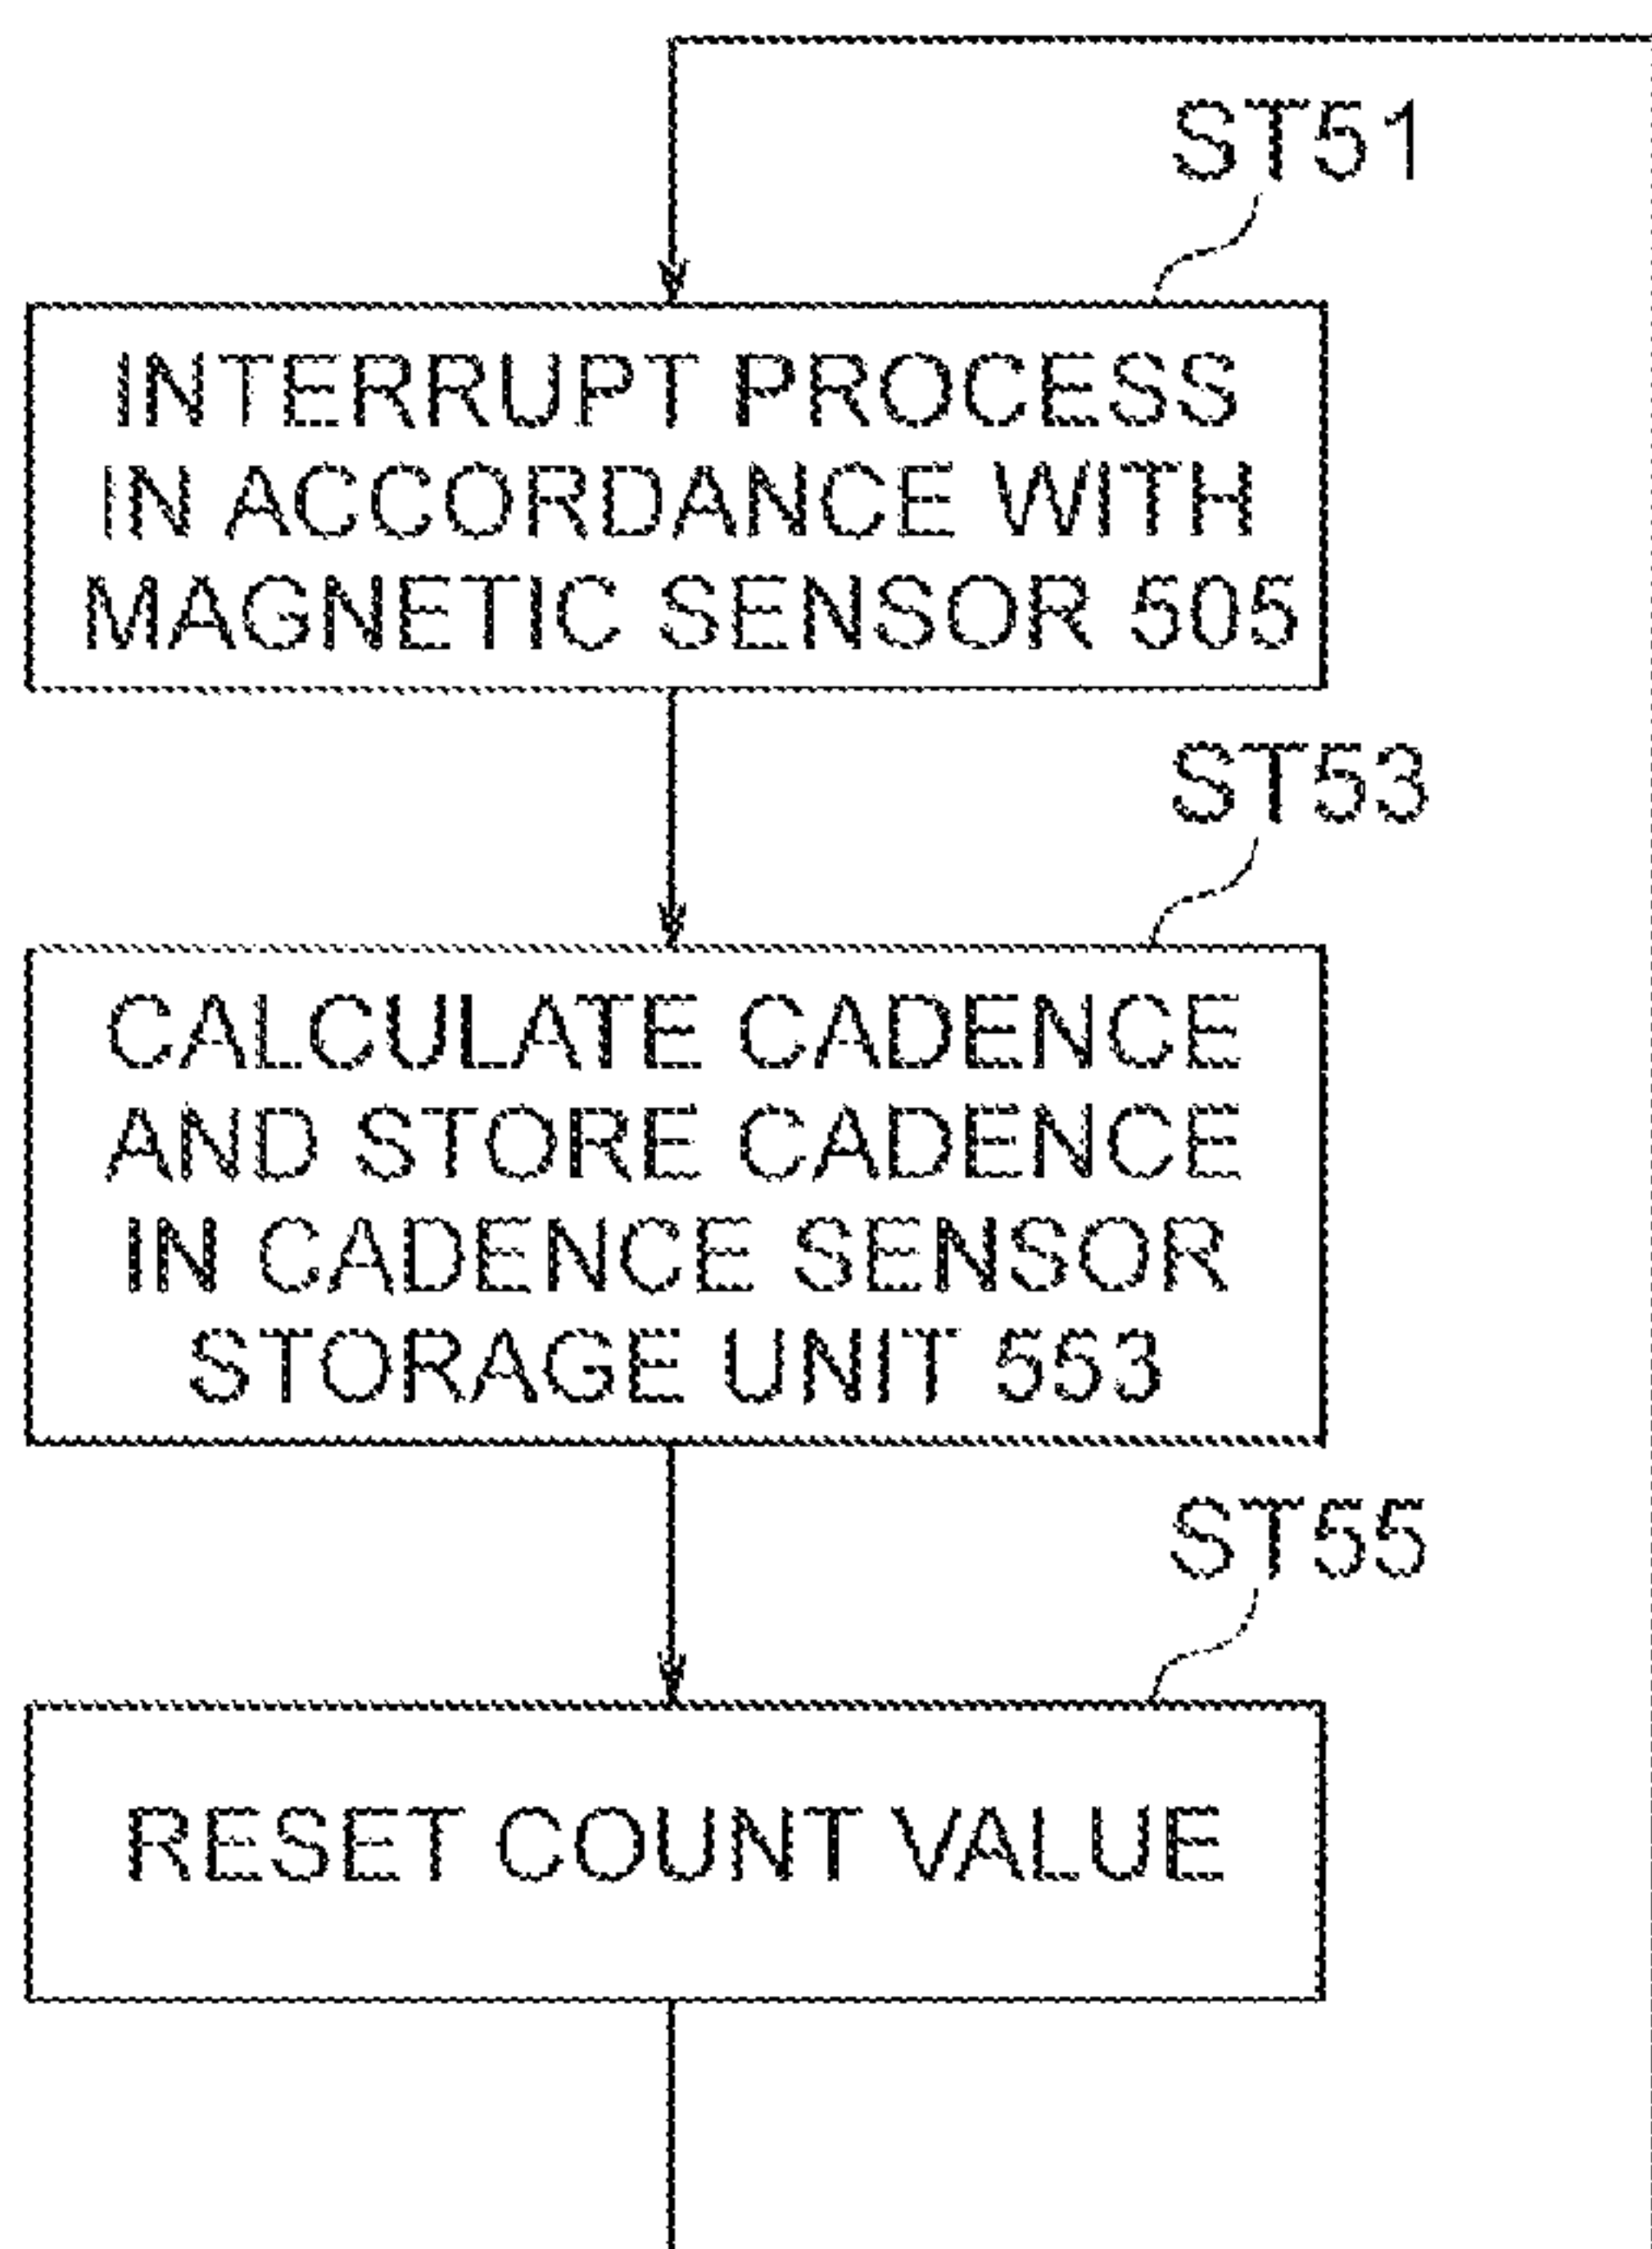 ST51
INTERRUPT PROCESS
IN ACCORDANCE WITH
MAGNETIC SENSOR 505
ST53
CALCULATE CADENCE
AND STORE CADENCE
IN CADENCE SENSOR
STORAGE UNIT 553
ST55
RESET COUNT VALUE